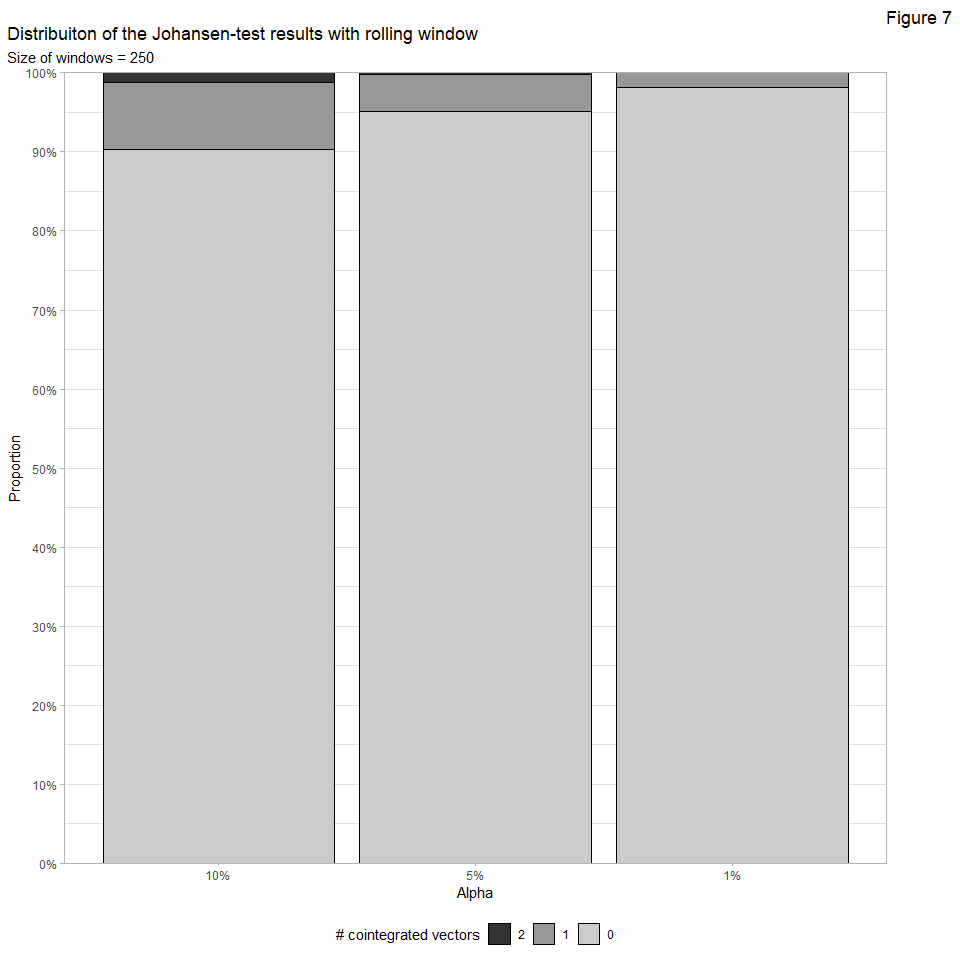 Figure 7
Distribuiton of the Johansen-test results with rolling window
Size of windows = 250
100%
90%
80%
70%
60%
50%
40%
30%
20%
10%
0%
Proportion
10% 5% 1%
Alpha
# cointegrated vectors 2 1 0